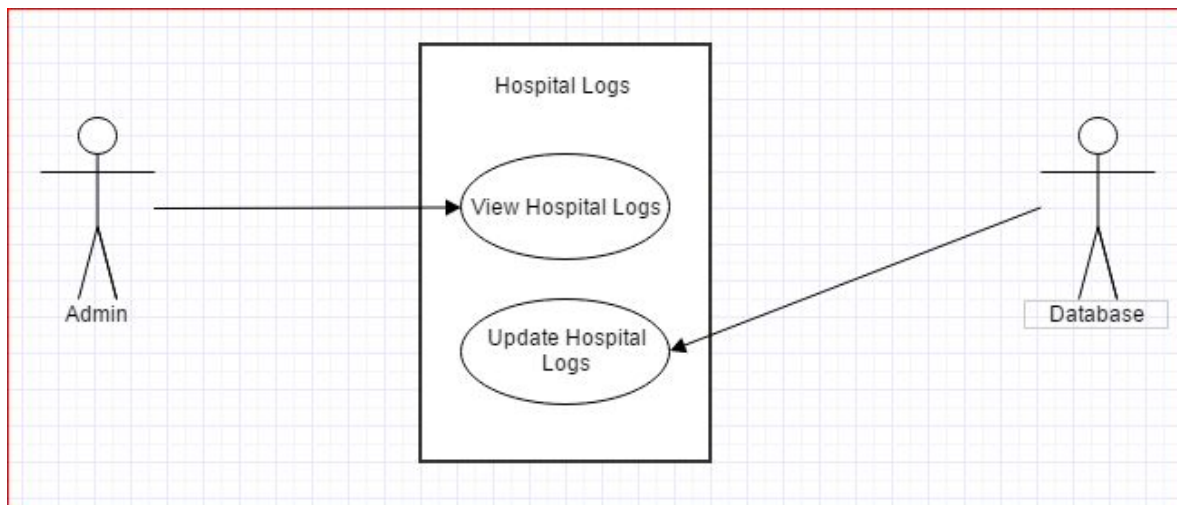 Hospital Logs
View Hospital Logs
Admin
Database
Update Hospital
Logs